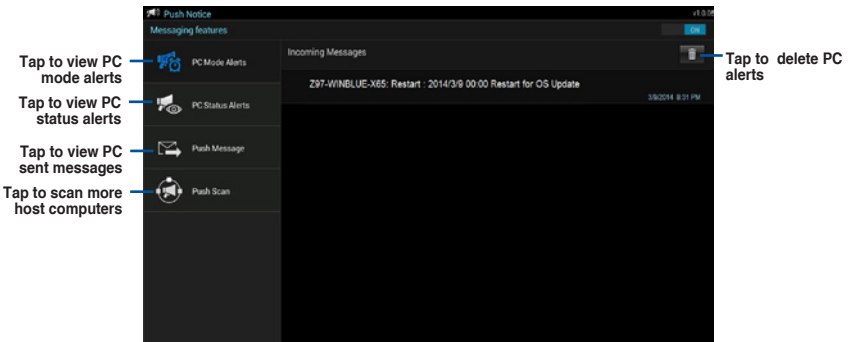 Push Notice
v1.0.08
Messaging features
ON
Tap to view PC
mode alerts
PC Mode Alerts
Incoming Messages
Tap to delete PC
alerts
Z97-WINBLUE-X65: Restart : 2014/3/9 00:00 Restart for OS Update
3/9/2014 8:31 PM
Tap to view PC
status alerts
PC Status Alerts
Tap to view PC
sent messages
Push Message
Tap to scan more
host computers
Push Scan